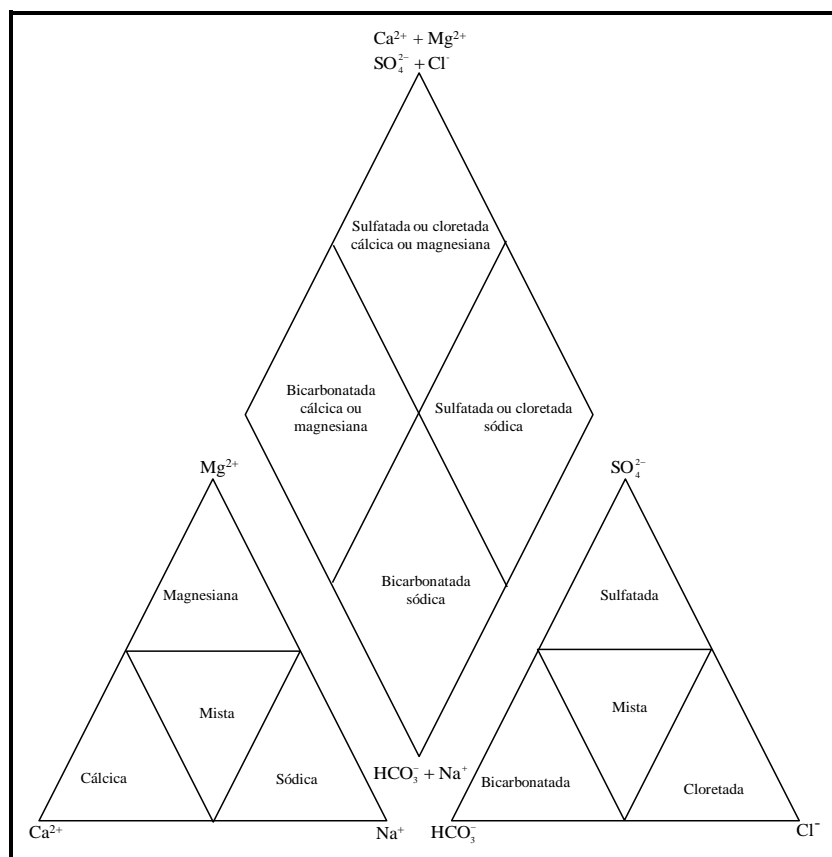 Ca²⁺ + Mg²⁺
SO₄²⁻ + Cl⁻
Sulfatada ou cloretada
cálcica ou magnesiana
Bicarbonatada
cálcica ou
magnesiana
Sulfatada ou cloretada
sódica
Bicarbonatada
sódica
HCO₃⁻ + Na⁺
Mg²⁺
Magnesiana
Mista
Cálcica
Sódica
Ca²⁺
Na⁺
SO₄²⁻
Sulfatada
Mista
Bicarbonatada
Cloretada
HCO₃⁻
Cl⁻